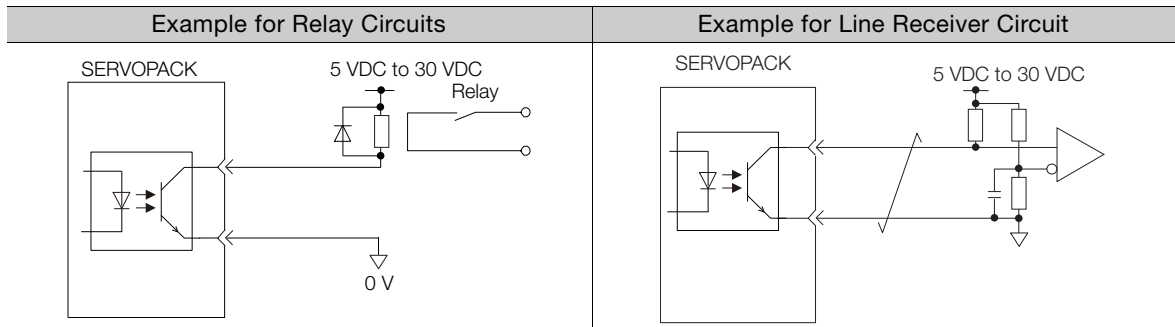 Example for Relay Circuits
Example for Line Receiver Circuit
SERVOPACK
5 VDC to 30 VDC
Relay
0 V
SERVOPACK
5 VDC to 30 VDC